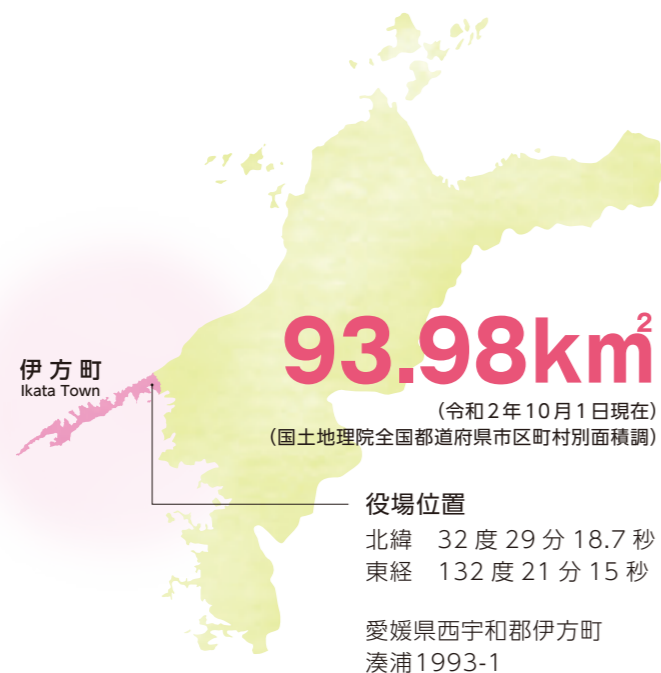 伊方町
Ikata Town
93.98km²
(令和2年10月1日現在)
(国土地理院全国都道府県市区町村別面積調)
役場位置
北緯 32度29分18.7秒
東経 132度21分15秒
愛媛県西宇和郡伊方町
湊浦1993-1